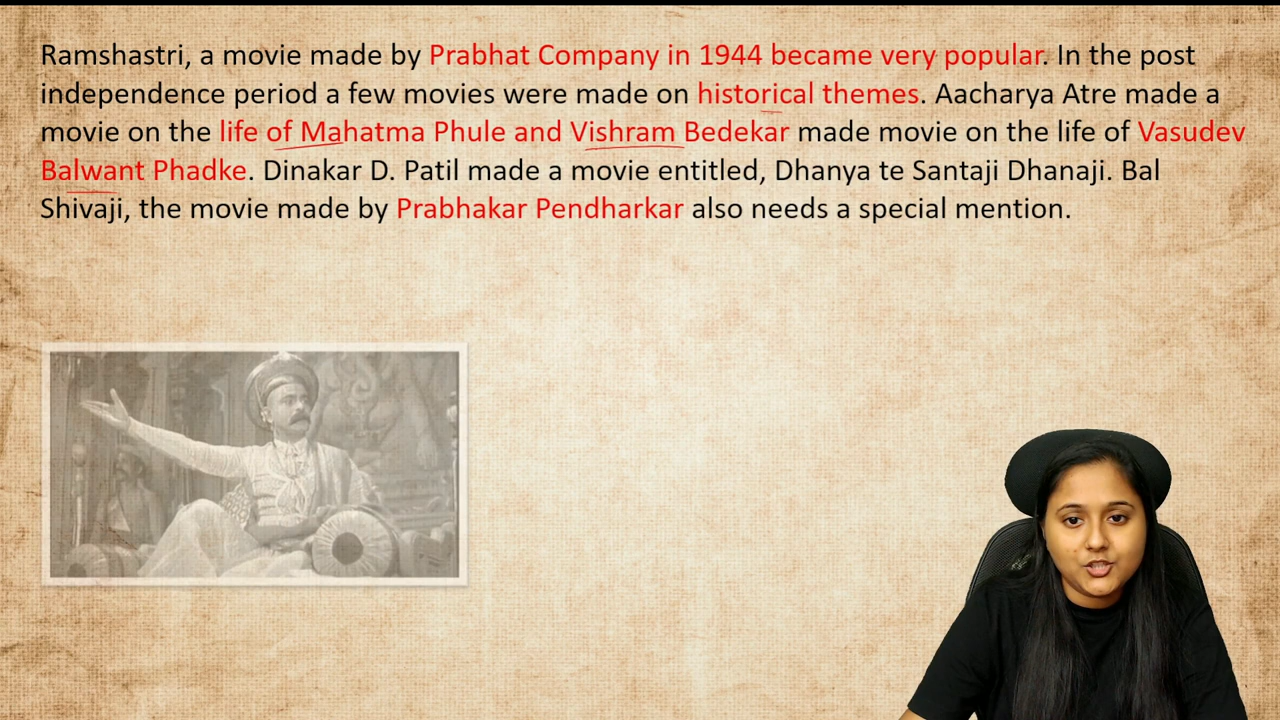 Ramshastri, a movie made by Prabhat Company in 1944 became very popular. In the post
independence period a few movies were made on historical themes. Aacharya Atre made a
movie on the life of Mahatma Phule and Vishram Bedekar made movie on the life of Vasudev
Balwant Phadke. Dinakar D. Patil made a movie entitled, Dhanya te Santaji Dhanaji. Bal
Shivaji, the movie made by Prabhakar Pendharkar also needs a special mention.